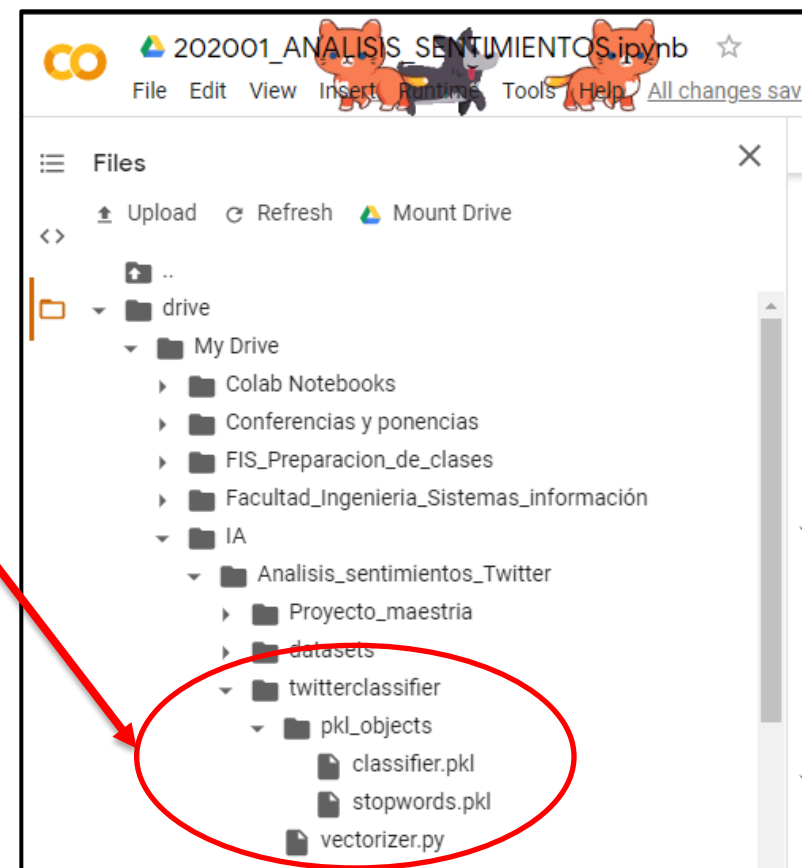 202001_ANALISIS_SENTIMIENTOS.ipynb
File Edit View Insert Runtime Tools Help All changes sav
Files
Upload Refresh Mount Drive
..
drive
My Drive
Colab Notebooks
Conferencias y ponencias
FIS_Preparacion_de_clases
Facultad_Ingenieria_Sistemas_información
IA
Analisis_sentimientos_Twitter
Proyecto_maestria
datasets
twitterclassifier
pkl_objects
classifier.pkl
stopwords.pkl
vectorizer.py